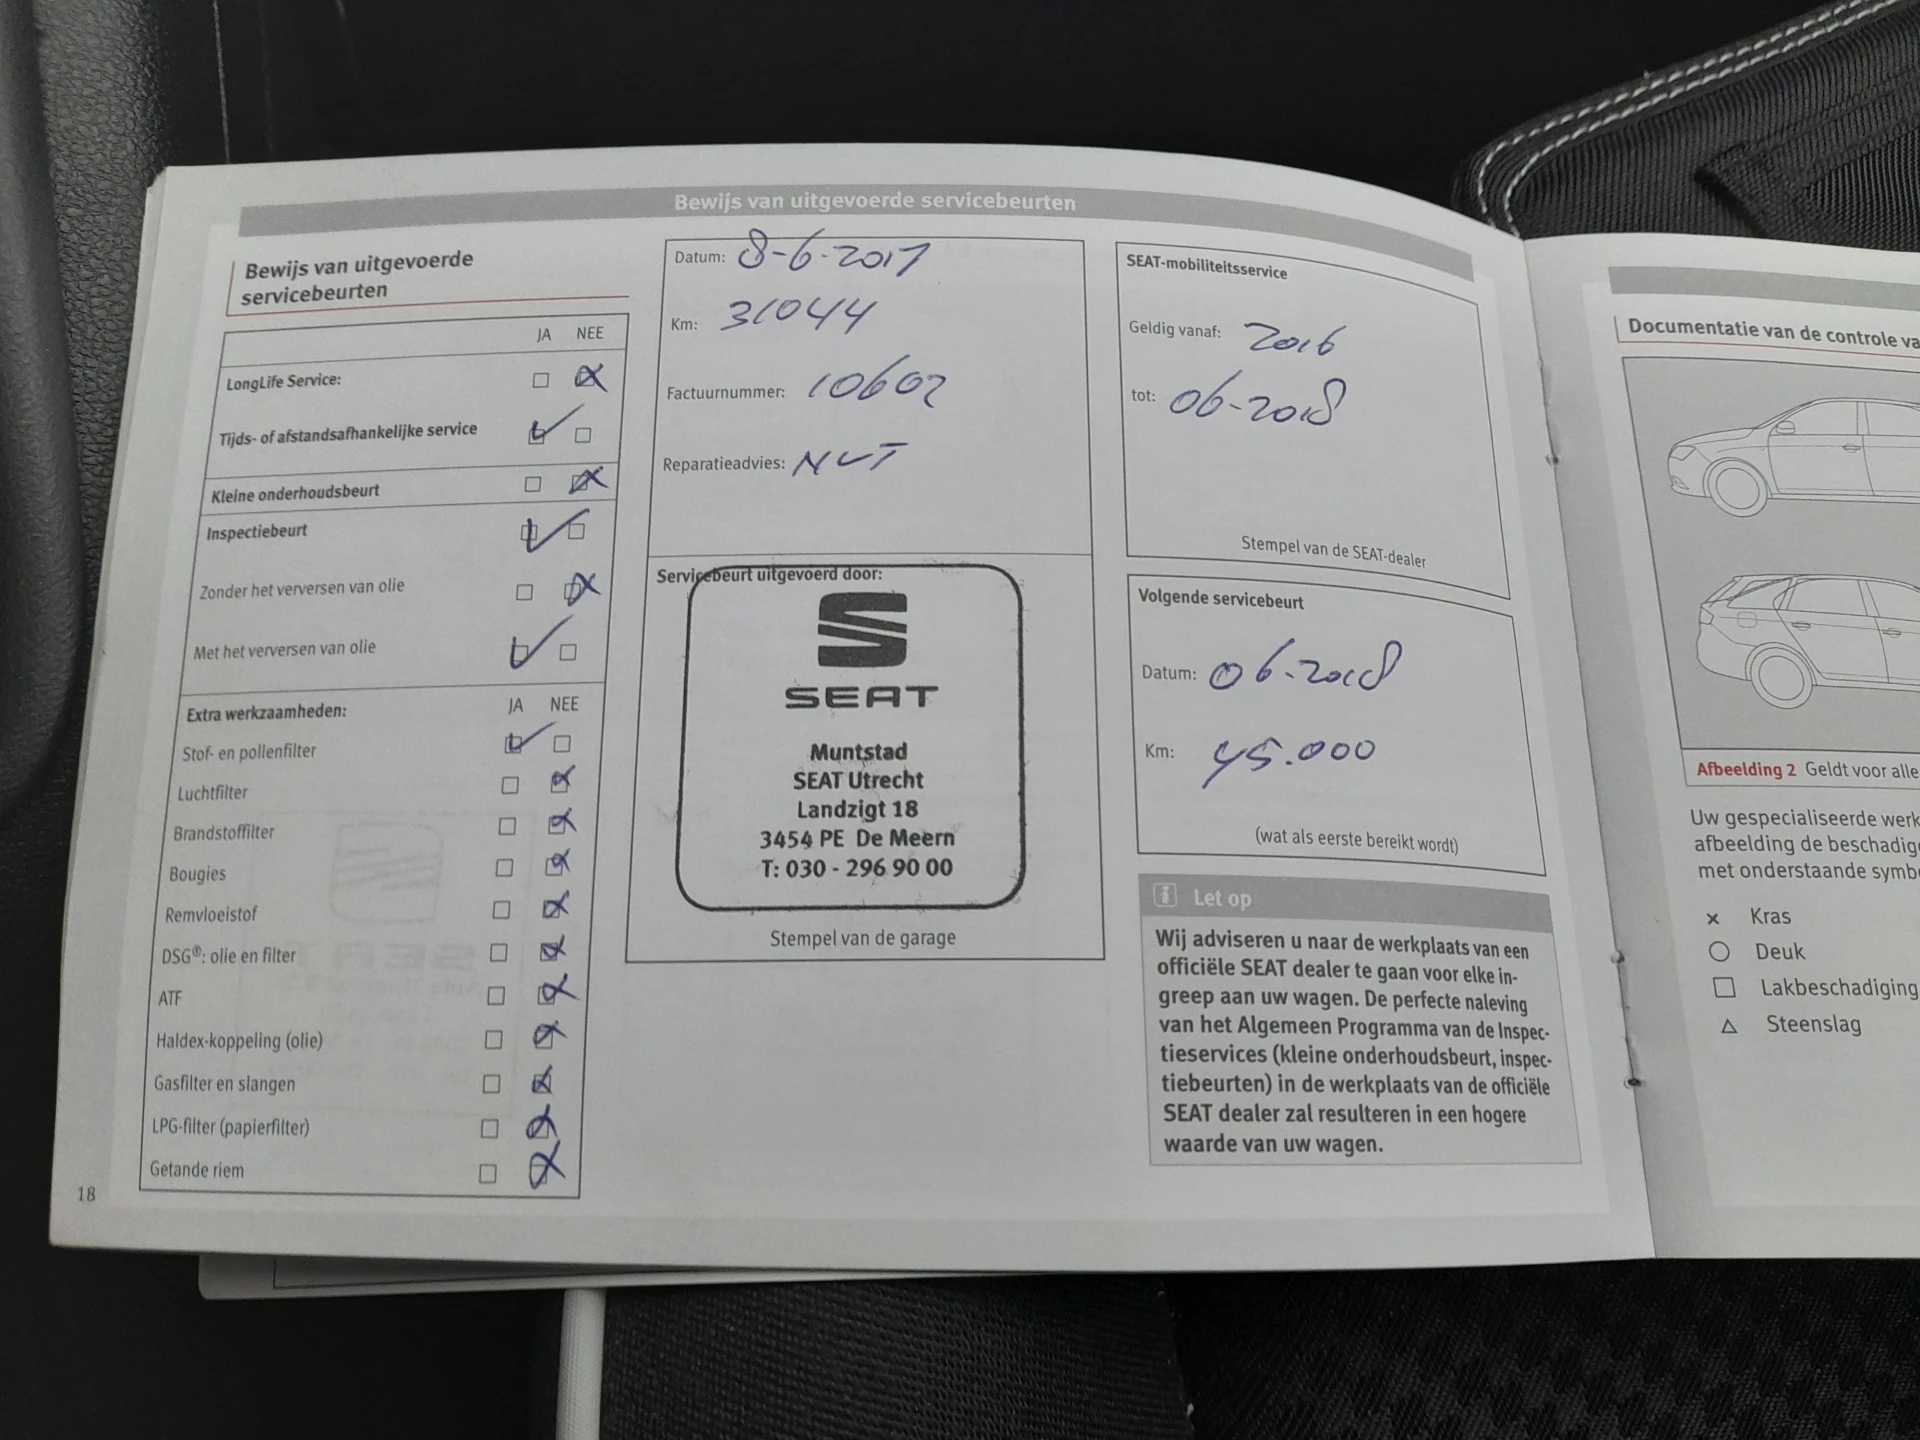 Bewijs van uitgevoerde servicebeurten
Bewijs van uitgevoerde
servicebeurten
JA NEE
LongLife Service:
Tijds- of afstandsafhankelijke service
Kleine onderhoudsbeurt
Inspectiebeurt
Zonder het verversen van olie
Met het verversen van olie
Extra werkzaamheden: JA NEE
Stof- en pollenfilter
Luchtfilter
Brandstoffilter
Bougies
Remvloeistof
DSG®: olie en filter
ATF
Haldex-koppeling (olie)
Gasfilter en slangen
LPG-filter (papierfilter)
Getande riem
18
Datum: 8-6-2017
Km: 31044
Factuurnummer: 10602
Reparatieadvies: NVT
Servicebeurt uitgevoerd door:
SEAT
Muntstad
SEAT Utrecht
Landzigt 18
3454 PE De Meern
T: 030 - 296 90 00
Stempel van de garage
SEAT-mobiliteitsservice
Geldig vanaf: 2016
tot: 06-2018
Stempel van de SEAT-dealer
Volgende servicebeurt
Datum: 06-2018
Km: 45.000
(wat als eerste bereikt wordt)
i Let op
Wij adviseren u naar de werkplaats van een
officiële SEAT dealer te gaan voor elke in-
greep aan uw wagen. De perfecte naleving
van het Algemeen Programma van de Inspec-
tieservices (kleine onderhoudsbeurt, inspec-
tiebeurten) in de werkplaats van de officiële
SEAT dealer zal resulteren in een hogere
waarde van uw wagen.
Documentatie van de controle va
Afbeelding 2 Geldt voor alle
Uw gespecialiseerde werk
afbeelding de beschadig
met onderstaande symb
Kras
Deuk
Lakbeschadiging
Steenslag